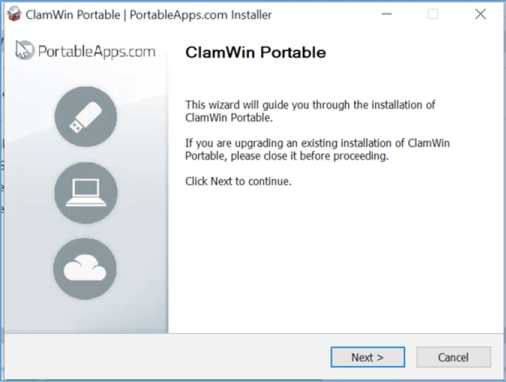 ClamWin Portable | PortableApps.com Installer
PortableApps.com
ClamWin Portable
This wizard will guide you through the installation of
ClamWin Portable.
If you are upgrading an existing installation of ClamWin
Portable, please close it before proceeding.
Click Next to continue.
Next >
Cancel